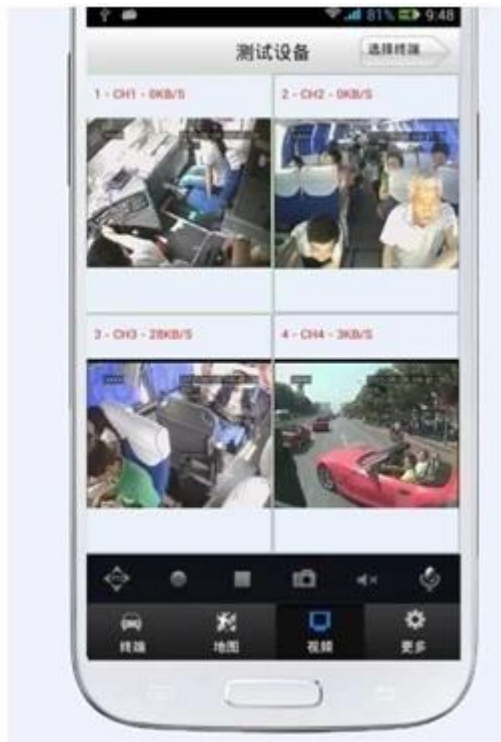 81% 9:48
测试设备
选择终端
1 - CH1 - 0KB/S
2 - CH2 - 0KB/S
3 - CH3 - 28KB/S
4 - CH4 - 3KB/S
终端
地图
视频
更多